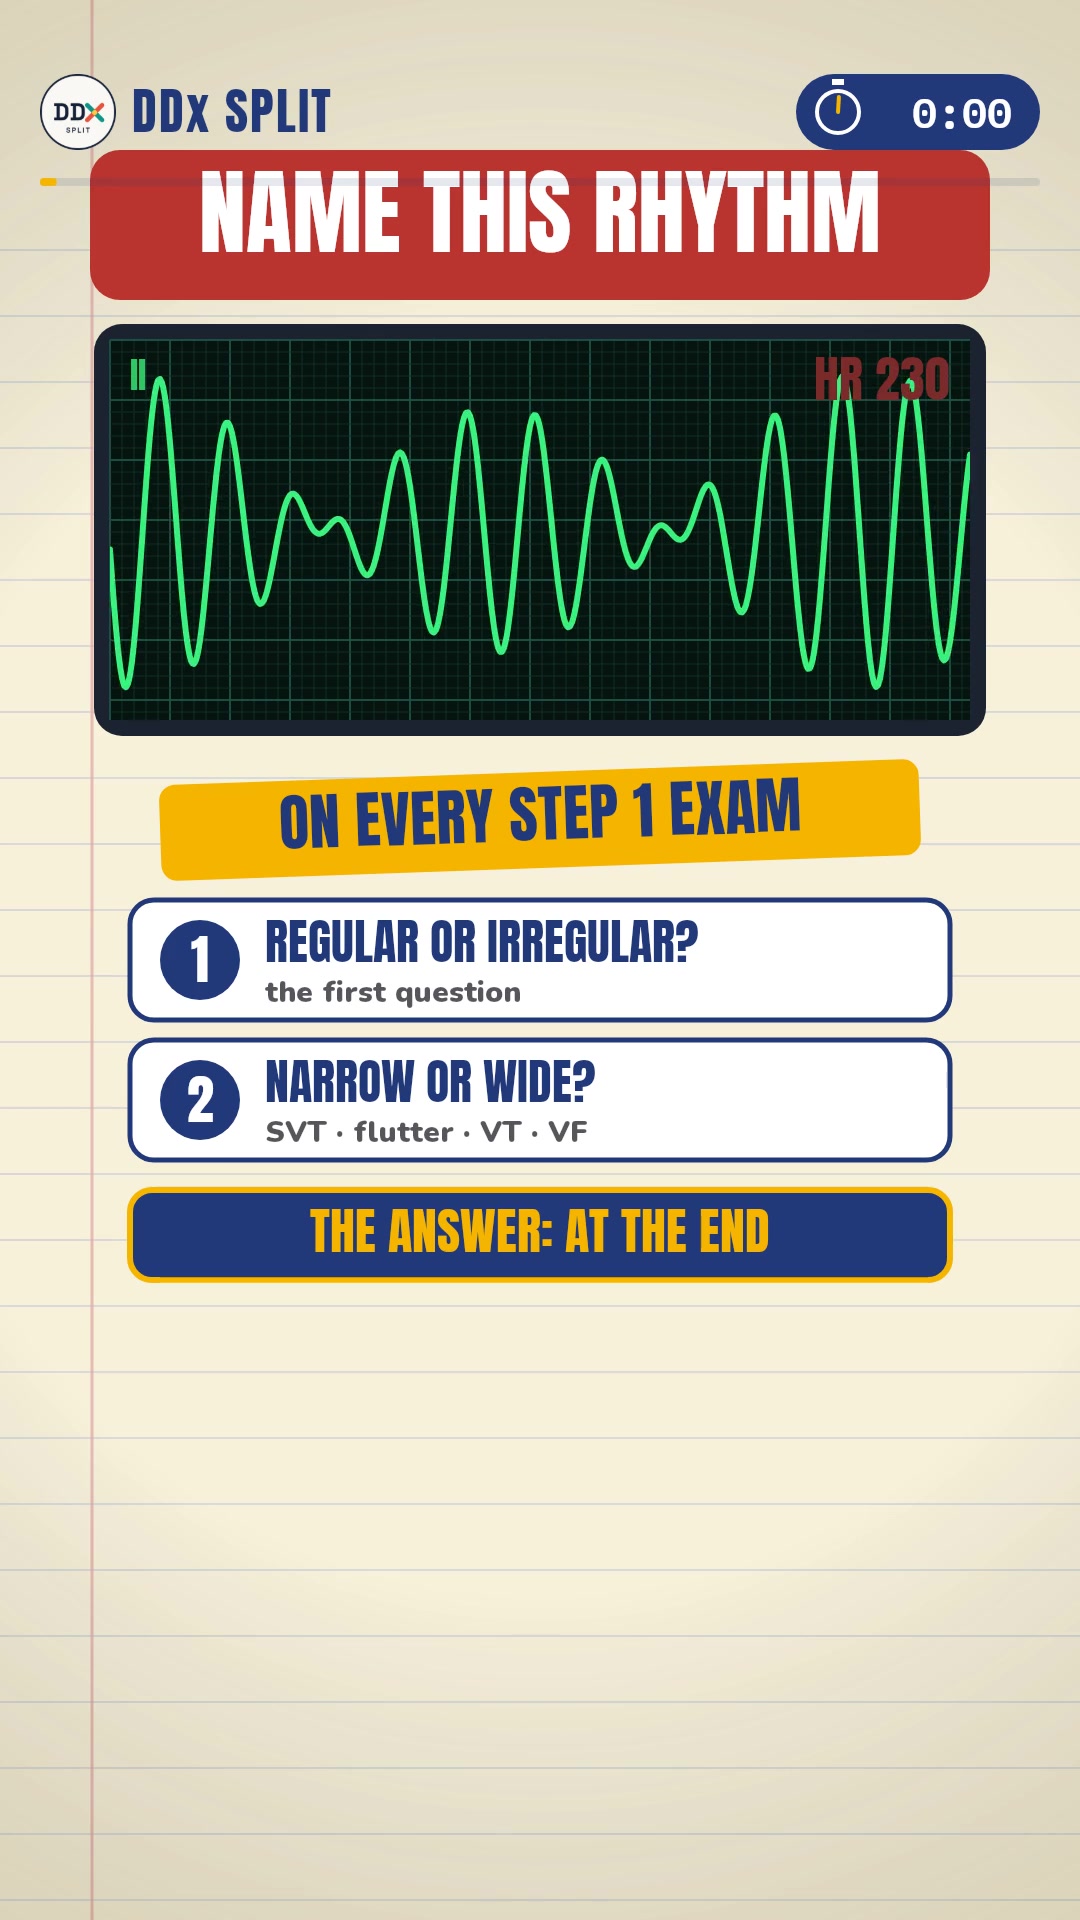 DDX
SPLIT
DDx SPLIT
0:00
NAME THIS RHYTHM
II
HR 230
ON EVERY STEP 1 EXAM
1
REGULAR OR IRREGULAR?
the first question
2
NARROW OR WIDE?
SVT · flutter · VT · VF
THE ANSWER: AT THE END